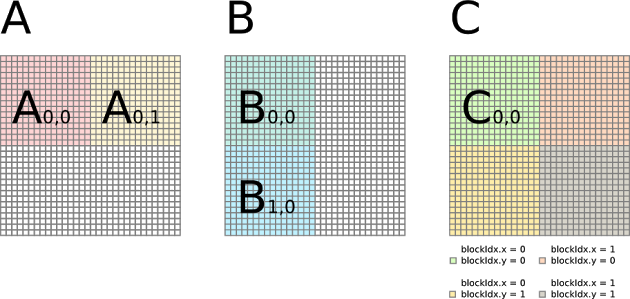 A B C
A0,0 A0,1 B0,0 C0,0
B1,0
blockIdx.x = 0 blockIdx.x = 1
blockIdx.y = 0 blockIdx.y = 0
blockIdx.x = 0 blockIdx.x = 1
blockIdx.y = 1 blockIdx.y = 1